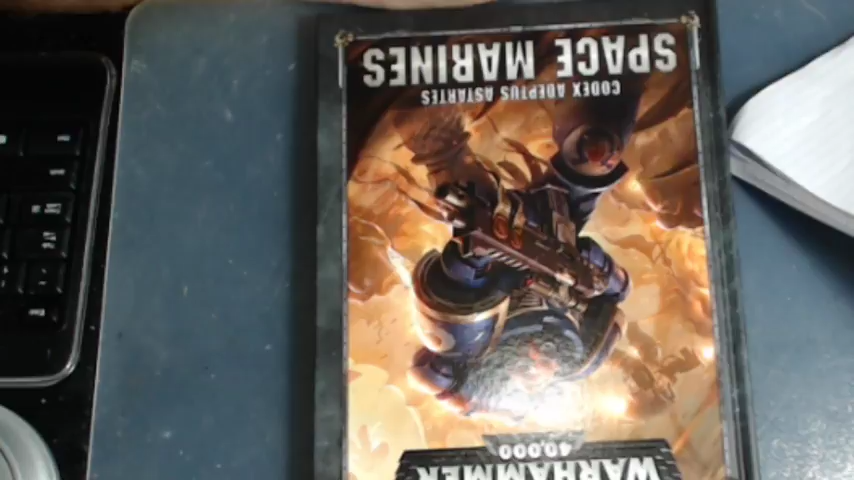 WARHAMMER
40,000
CODEX ADEPTUS ASTARTES
SPACE MARINES